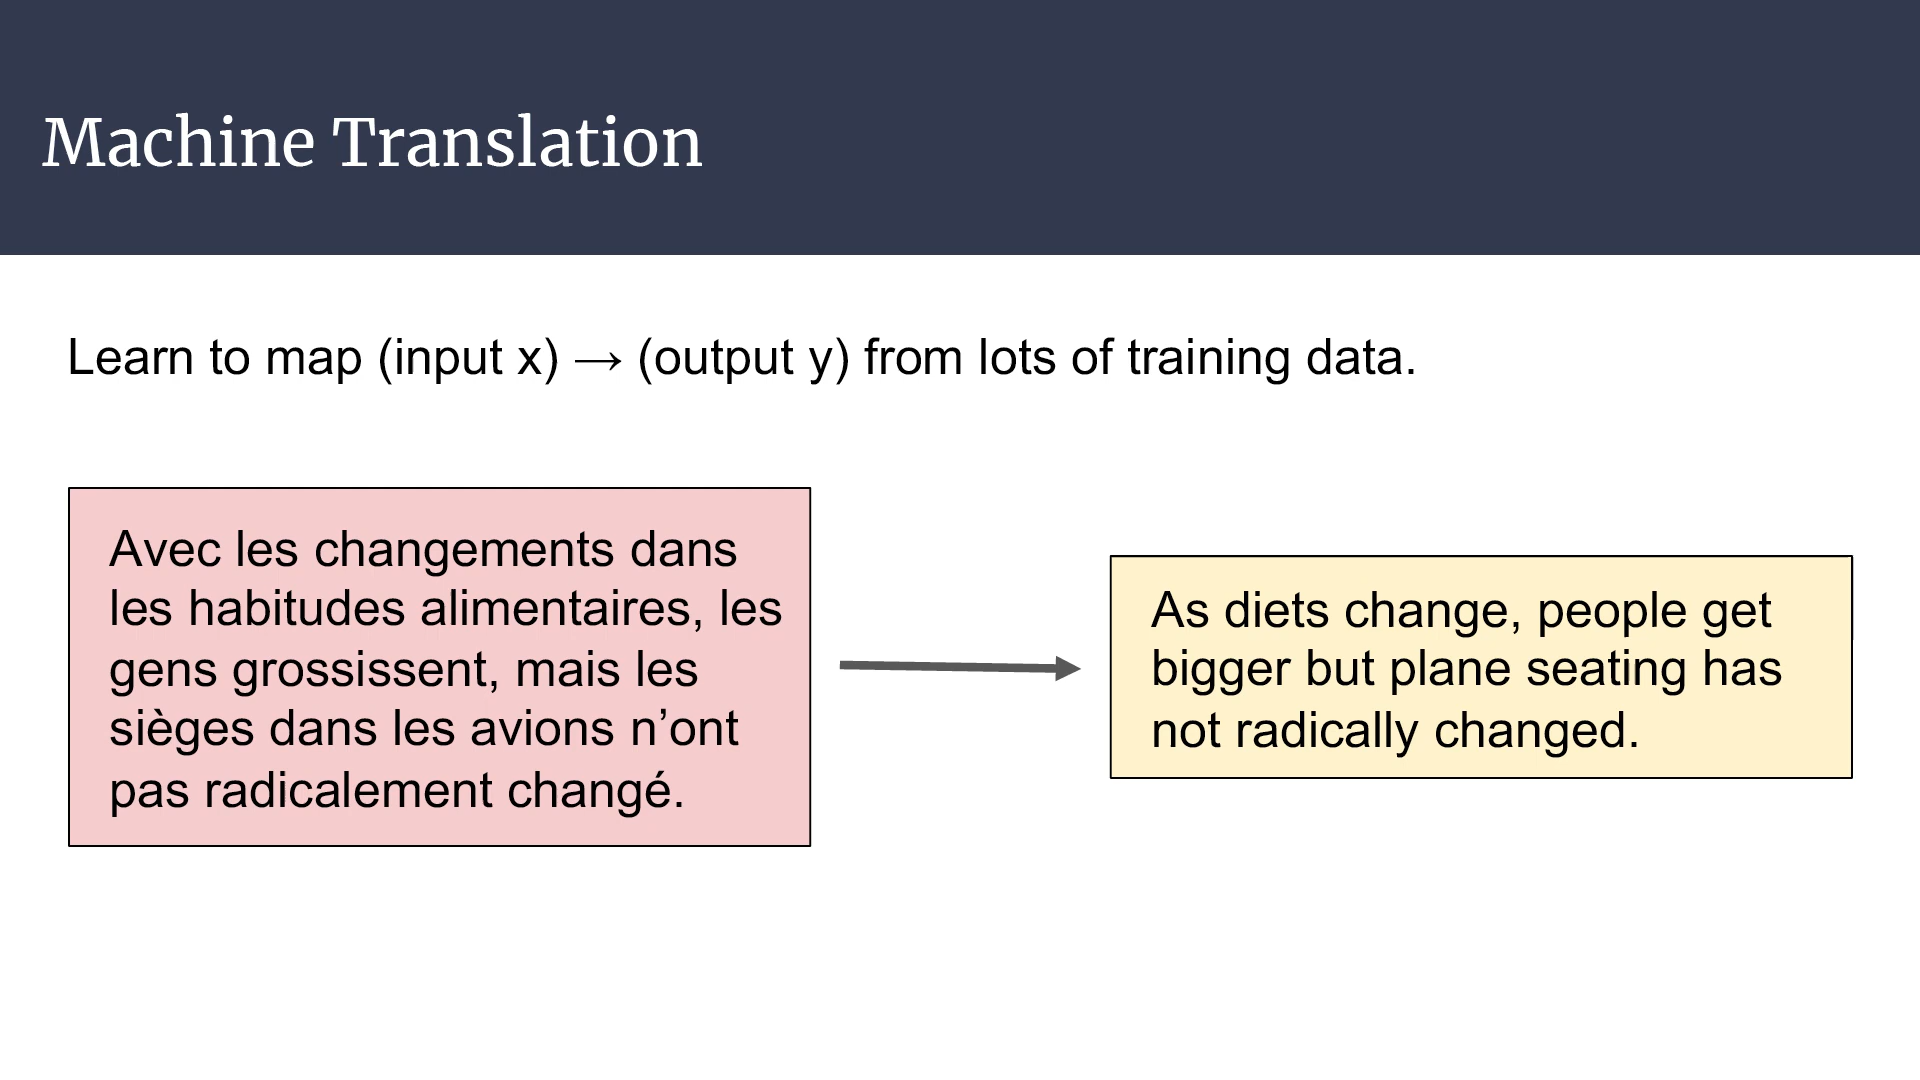 Machine Translation
Learn to map (input x) → (output y) from lots of training data.
Avec les changements dans
les habitudes alimentaires, les
gens grossissent, mais les
sièges dans les avions n’ont
pas radicalement changé.
As diets change, people get
bigger but plane seating has
not radically changed.